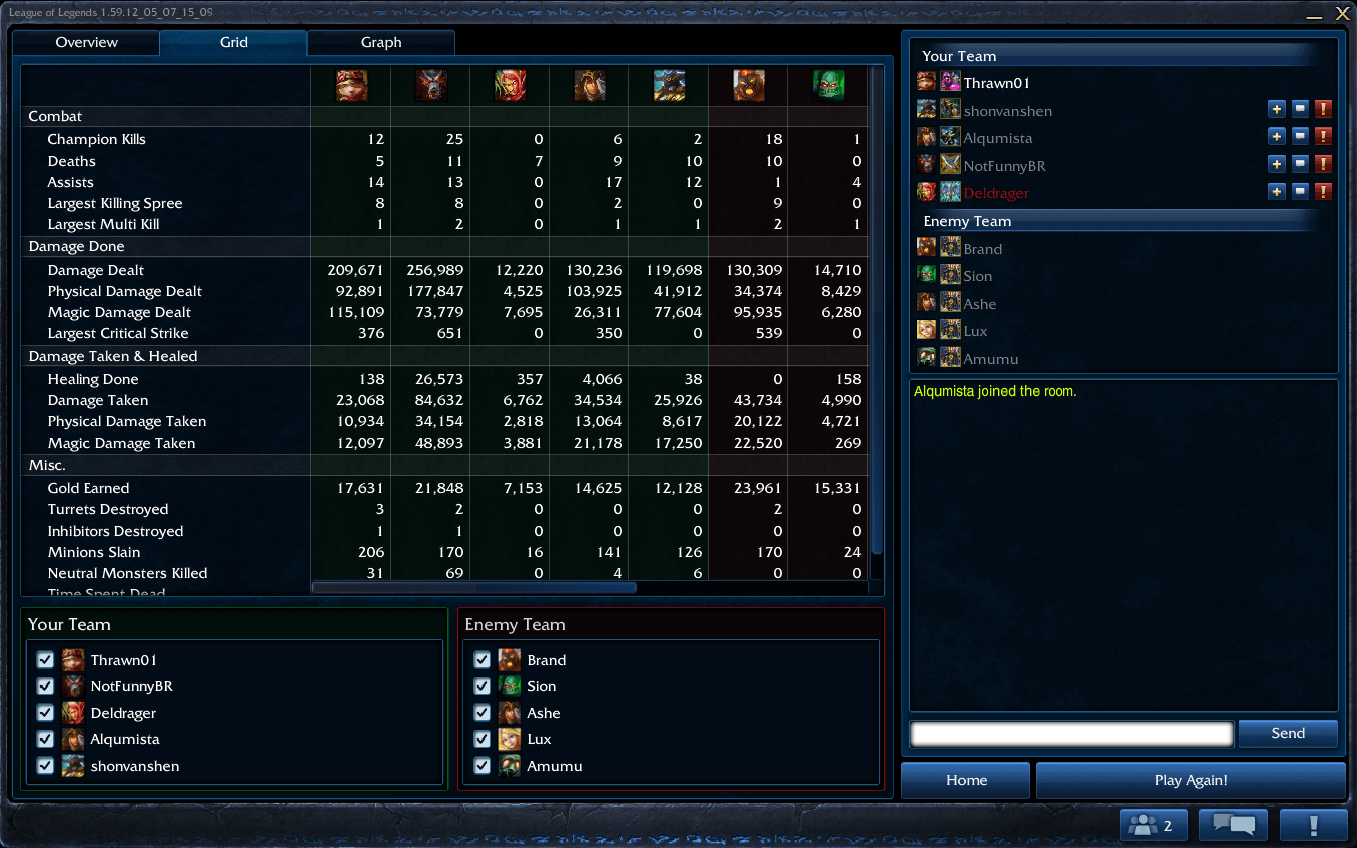 League of Legends 1.59.12_05_07_15_09
Overview Grid Graph
Combat
Champion Kills 12 25 0 6 2 18 1
Deaths 5 11 7 9 10 10 0
Assists 14 13 0 17 12 1 4
Largest Killing Spree 8 8 0 2 0 9 0
Largest Multi Kill 1 2 0 1 1 2 1
Damage Done
Damage Dealt 209,671 256,989 12,220 130,236 119,698 130,309 14,710
Physical Damage Dealt 92,891 177,847 4,525 103,925 41,912 34,374 8,429
Magic Damage Dealt 115,109 73,779 7,695 26,311 77,604 95,935 6,280
Largest Critical Strike 376 651 0 350 0 539 0
Damage Taken & Healed
Healing Done 138 26,573 357 4,066 38 0 158
Damage Taken 23,068 84,632 6,762 34,534 25,926 43,734 4,990
Physical Damage Taken 10,934 34,154 2,818 13,064 8,617 20,122 4,721
Magic Damage Taken 12,097 48,893 3,881 21,178 17,250 22,520 269
Misc.
Gold Earned 17,631 21,848 7,153 14,625 12,128 23,961 15,331
Turrets Destroyed 3 2 0 0 0 2 0
Inhibitors Destroyed 1 1 0 0 0 0 0
Minions Slain 206 170 16 141 126 170 24
Neutral Monsters Killed 31 69 0 4 6 0 0
Time Spent Dead
Your Team
Thrawn01
NotFunnyBR
Deldrager
Alqumista
shonvanshen
Enemy Team
Brand
Sion
Ashe
Lux
Amumu
Your Team
Thrawn01
shonvanshen
Alqumista
NotFunnyBR
Deldrager
Enemy Team
Brand
Sion
Ashe
Lux
Amumu
Alqumista joined the room.
Send
Home Play Again!
2